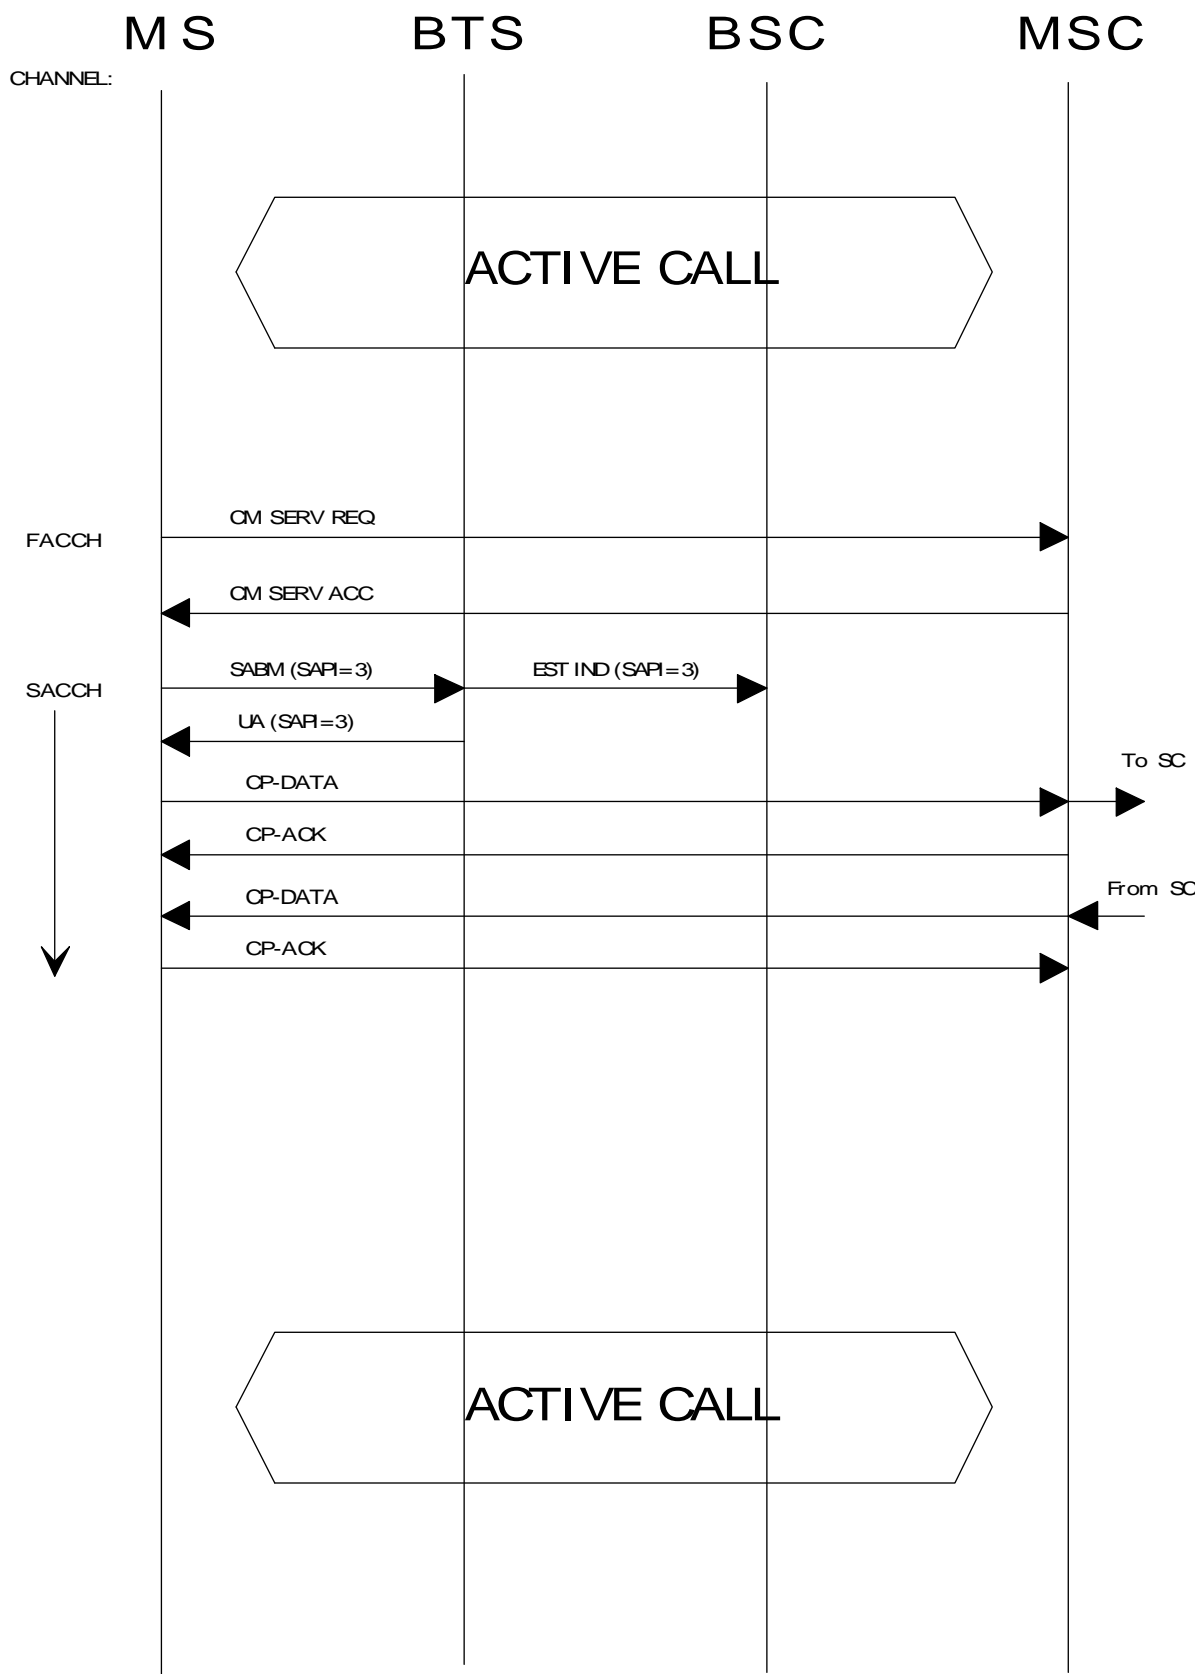 MS BTS BSC MSC
CHANNEL:
ACTIVE CALL
CM SERV REQ
FACCH
CM SERV ACC
SABM (SAPI=3) EST IND (SAPI=3)
SACCH
UA (SAPI=3)
To SC
CP-DATA
CP-ACK
From SC
CP-DATA
CP-ACK
ACTIVE CALL